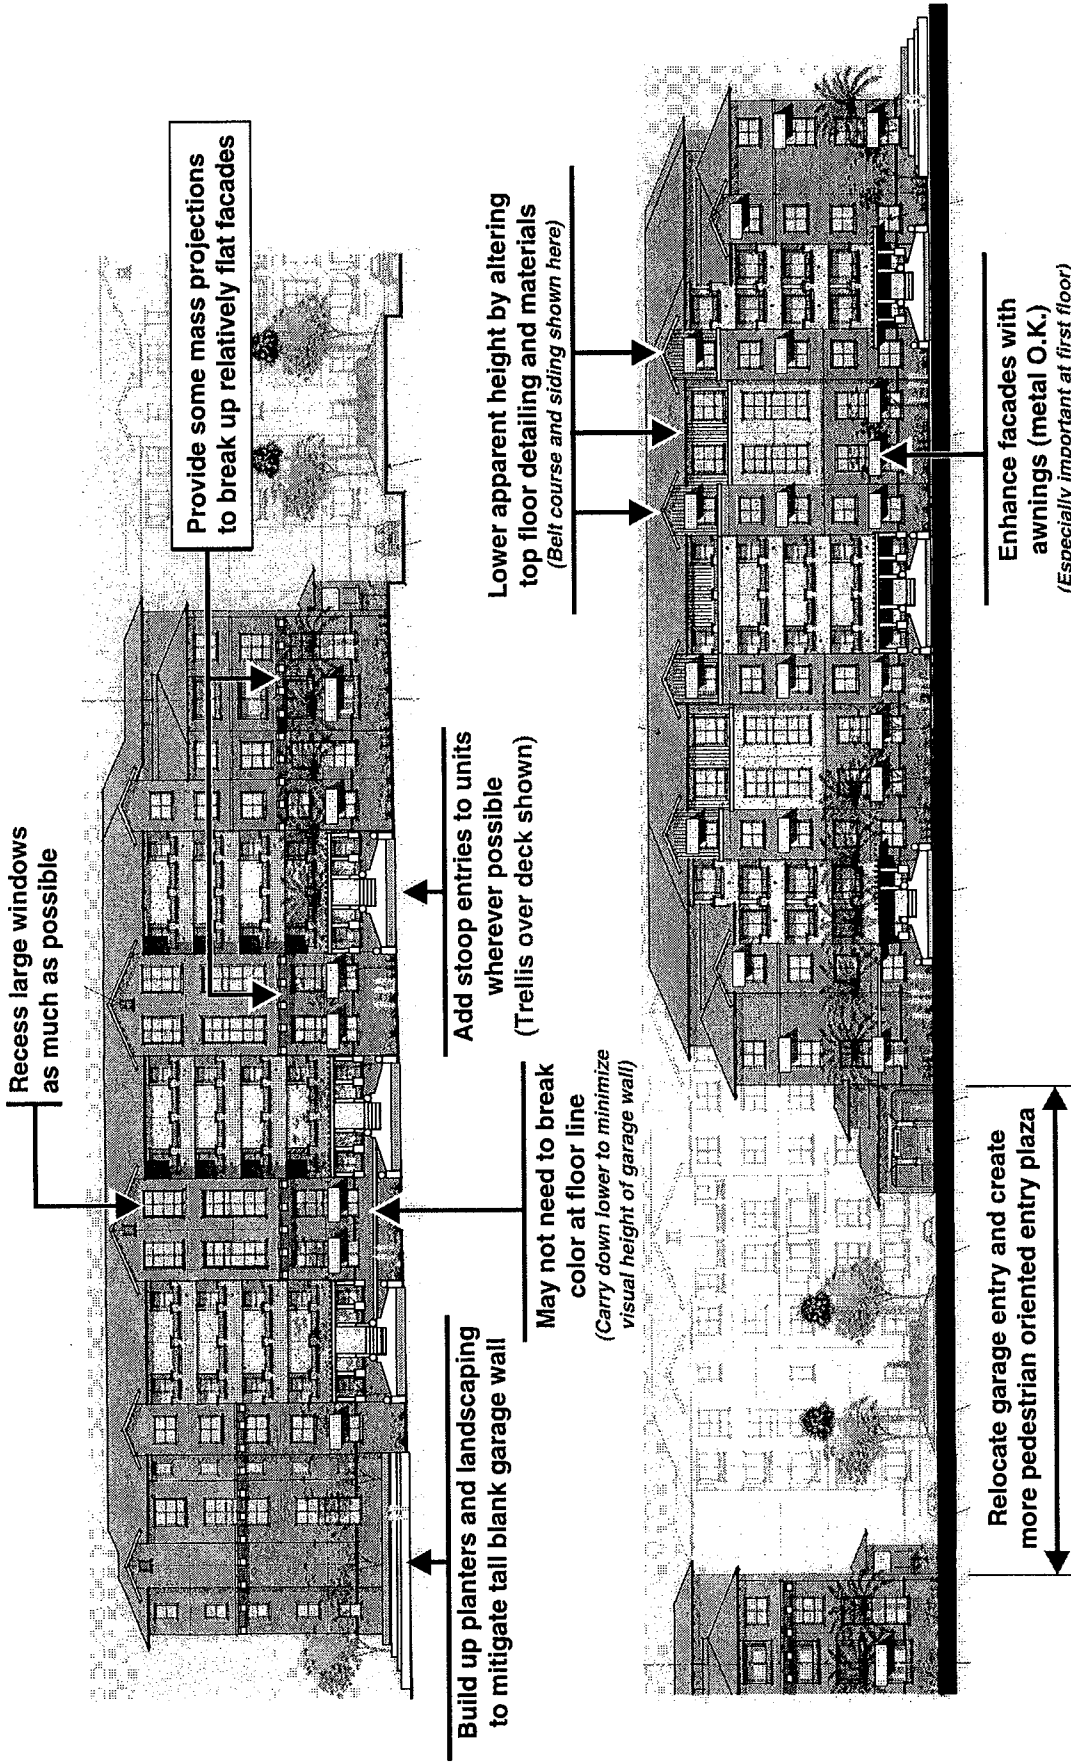 Recess large windows
as much as possible
Provide some mass projections
to break up relatively flat facades
Build up planters and landscaping
to mitigate tall blank garage wall
May not need to break
color at floor line
(Carry down lower to minimize
visual height of garage wall)
Add stoop entries to units
wherever possible
(Trellis over deck shown)
Lower apparent height by altering
top floor detailing and materials
(Belt course and siding shown here)
Relocate garage entry and create
more pedestrian oriented entry plaza
Enhance facades with
awnings (metal O.K.)
(Especially important at first floor)